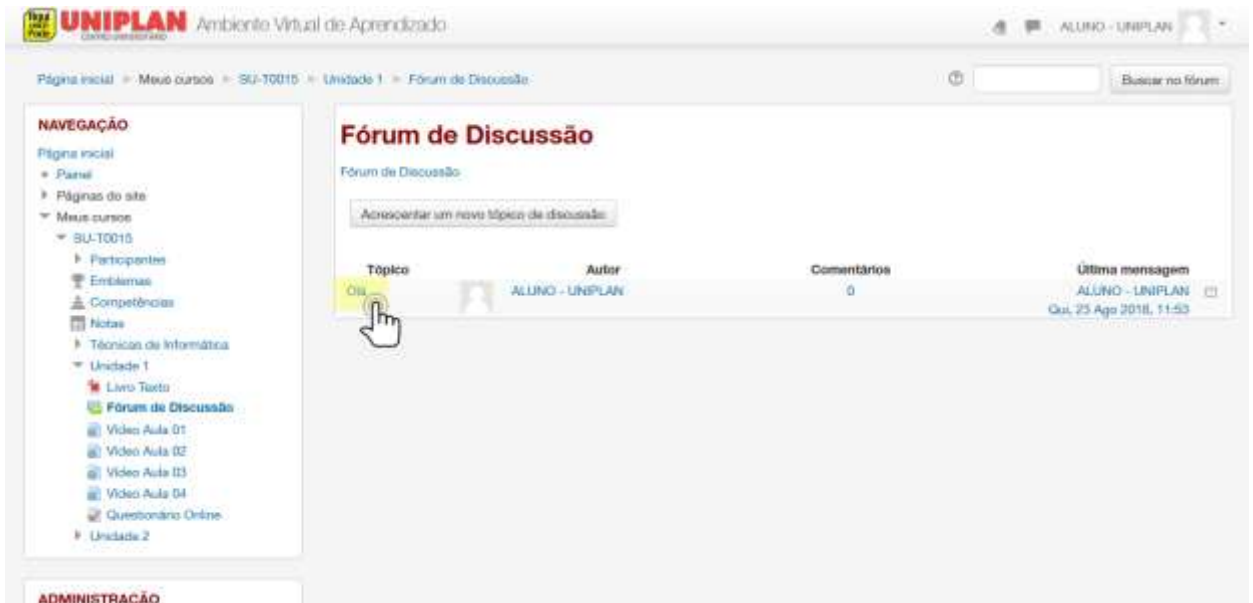 UNIPLAN Ambiente Virtual de Aprendizado
CENTRO UNIVERSITÁRIO
ALUNO - UNIPLAN
Página inicial Meus cursos SU-T0015 Unidade 1 Fórum de Discussão
Buscar no fórum
NAVEGAÇÃO
Página inicial
Painel
Páginas do site
Meus cursos
SU-T0015
Participantes
Emblemas
Competências
Notas
Técnicas de Informática
Unidade 1
Livro Texto
Fórum de Discussão
Vídeo Aula 01
Vídeo Aula 02
Vídeo Aula 03
Vídeo Aula 04
Questionário Online
Unidade 2
ADMINISTRAÇÃO
Fórum de Discussão
Fórum de Discussão
Acrescentar um novo tópico de discussão
Tópico Autor Comentários Última mensagem
Olá ALUNO - UNIPLAN 0 ALUNO - UNIPLAN
Qui, 23 Ago 2018, 11:53